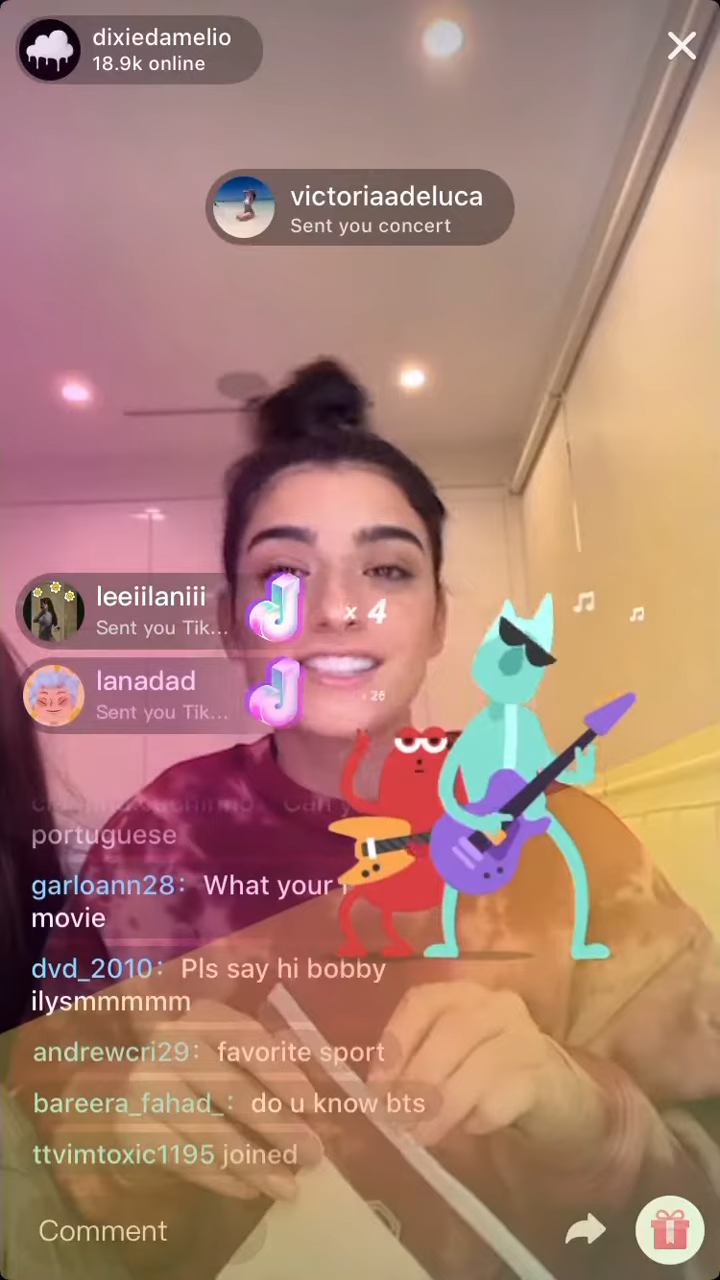 dixiedamelio
18.9k online
victoriaadeluca
Sent you concert
leeiilaniii
Sent you Tik...
x 4
lanadad
Sent you Tik...
26
Can
portuguese
garloann28: What your
movie
dvd_2010: Pls say hi bobby
ilysmmmmm
andrewcri29: favorite sport
bareera_fahad_: do u know bts
ttvimtoxic1195 joined
Comment